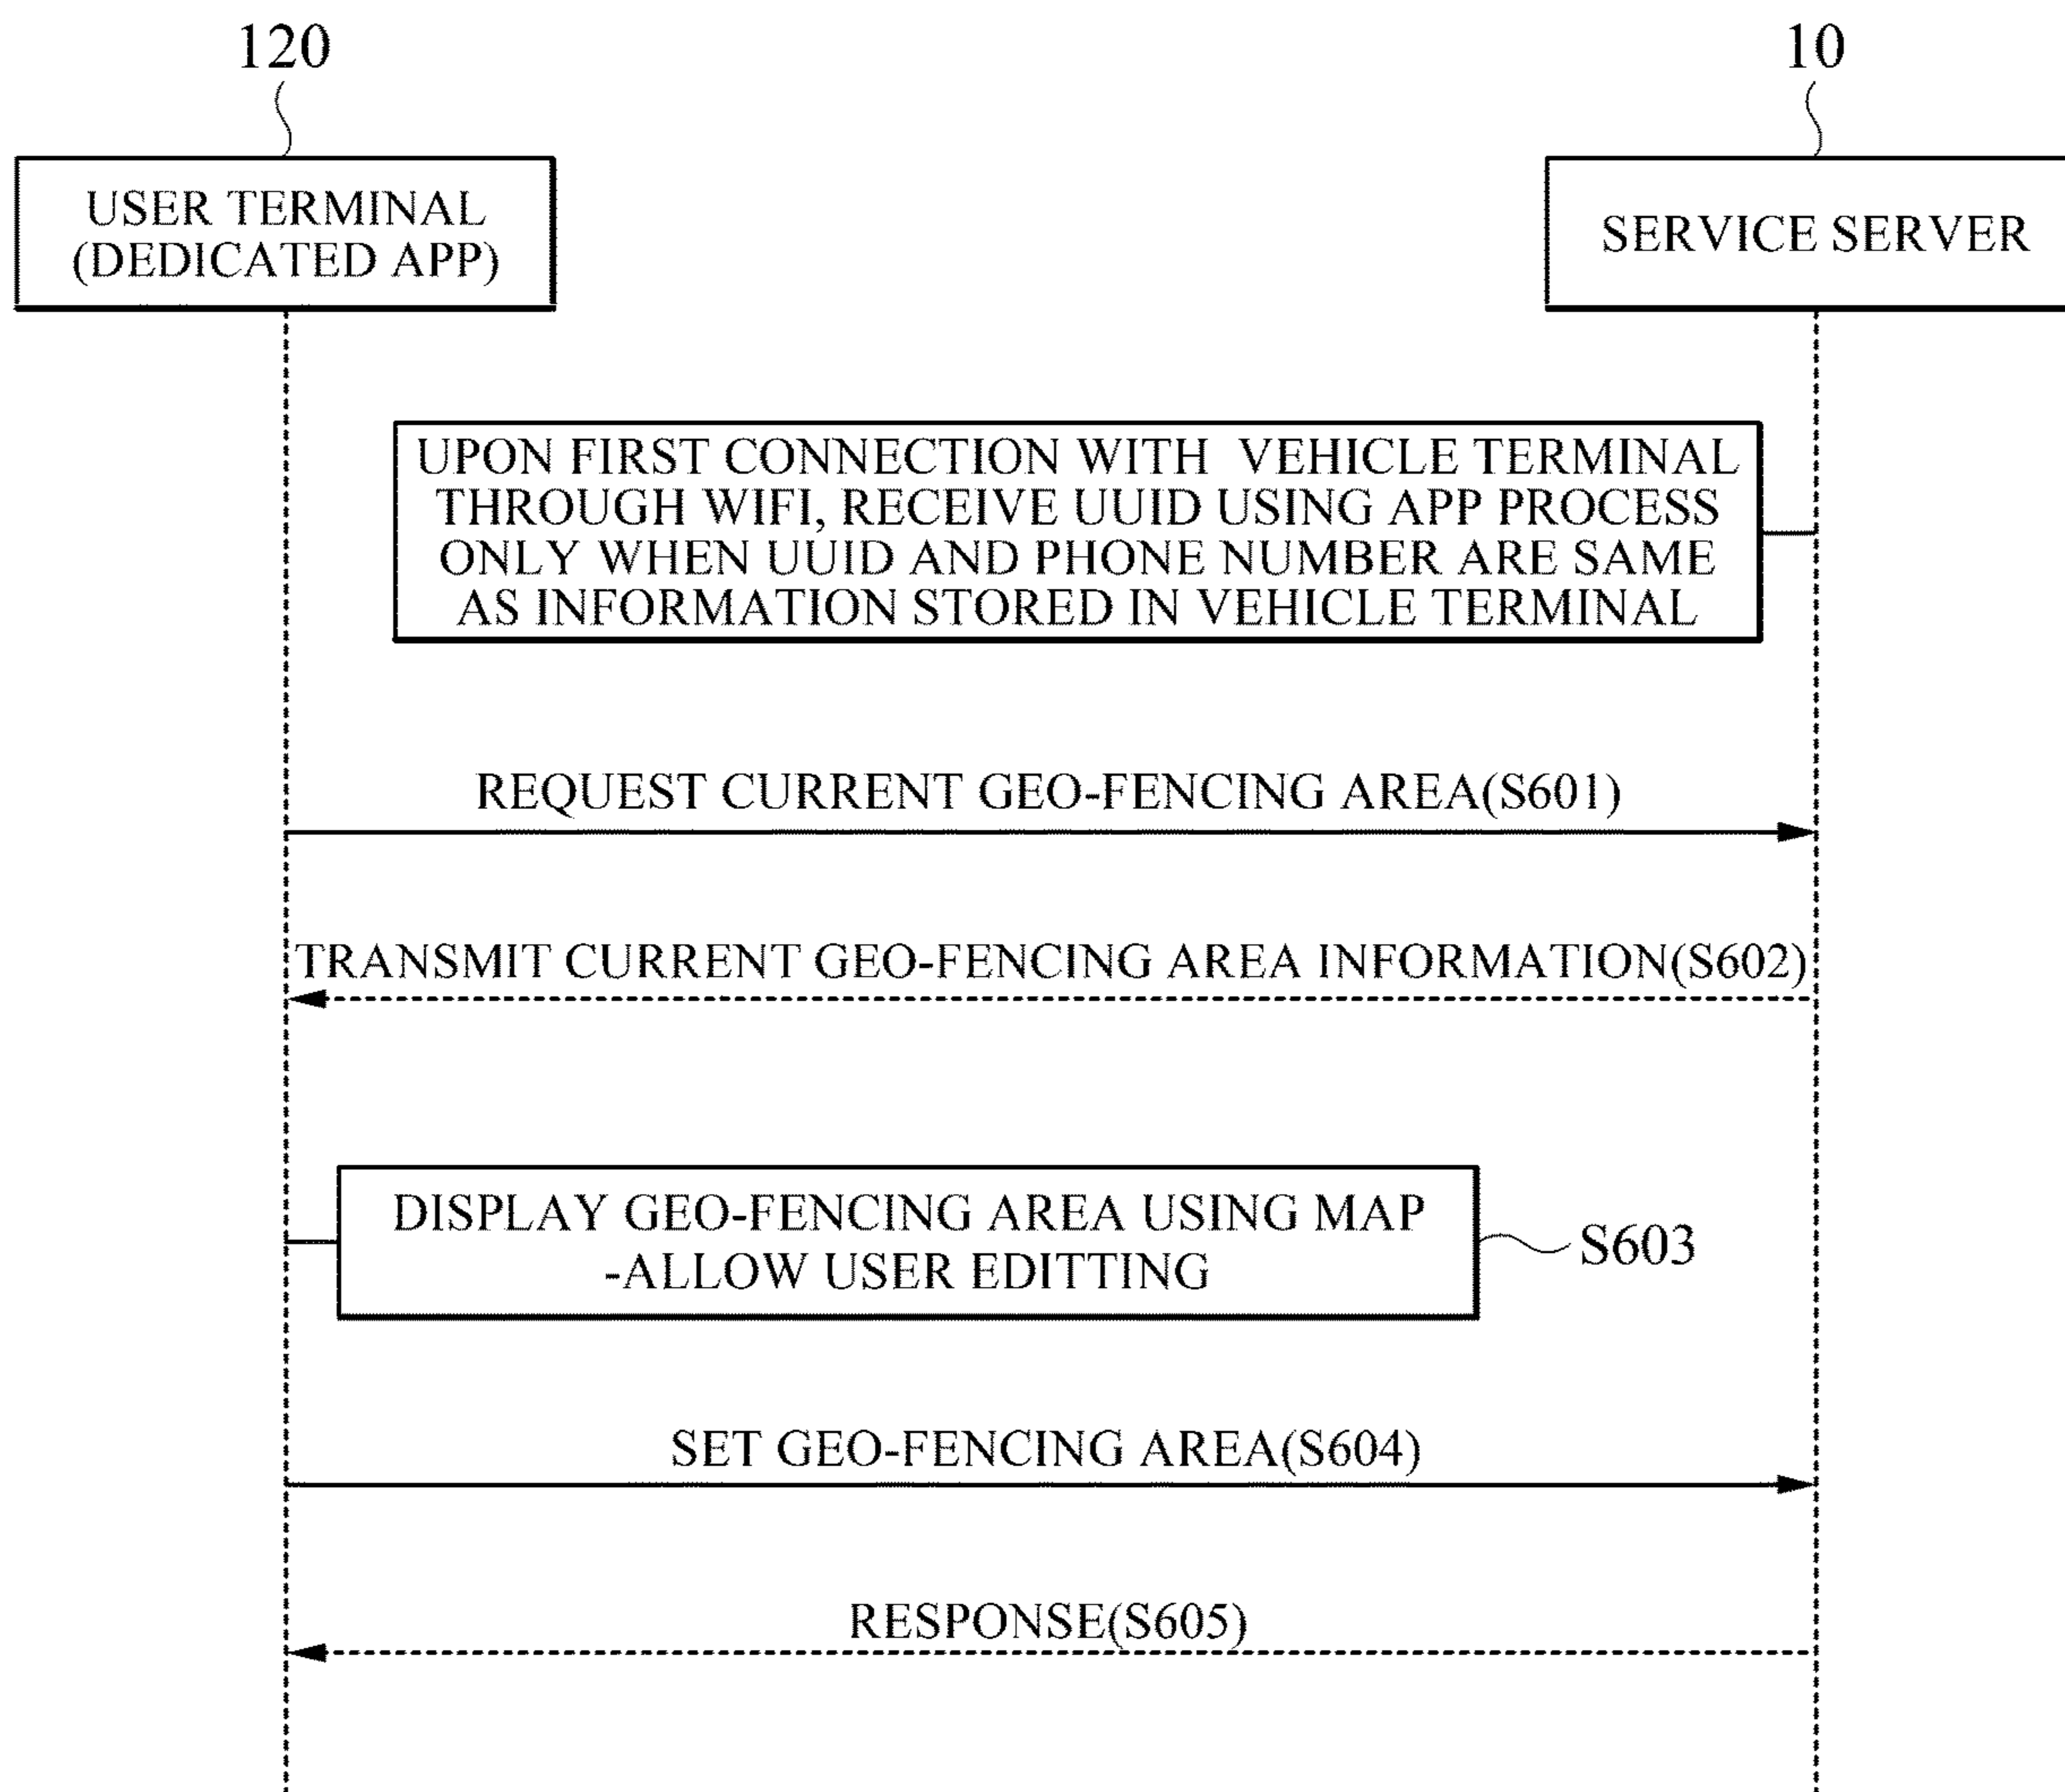 120
10
USER TERMINAL
(DEDICATED APP)
SERVICE SERVER
UPON FIRST CONNECTION WITH VEHICLE TERMINAL
THROUGH WIFI, RECEIVE UUID USING APP PROCESS
ONLY WHEN UUID AND PHONE NUMBER ARE SAME
AS INFORMATION STORED IN VEHICLE TERMINAL
REQUEST CURRENT GEO-FENCING AREA(S601)
TRANSMIT CURRENT GEO-FENCING AREA INFORMATION(S602)
DISPLAY GEO-FENCING AREA USING MAP
-ALLOW USER EDITTING
S603
SET GEO-FENCING AREA(S604)
RESPONSE(S605)